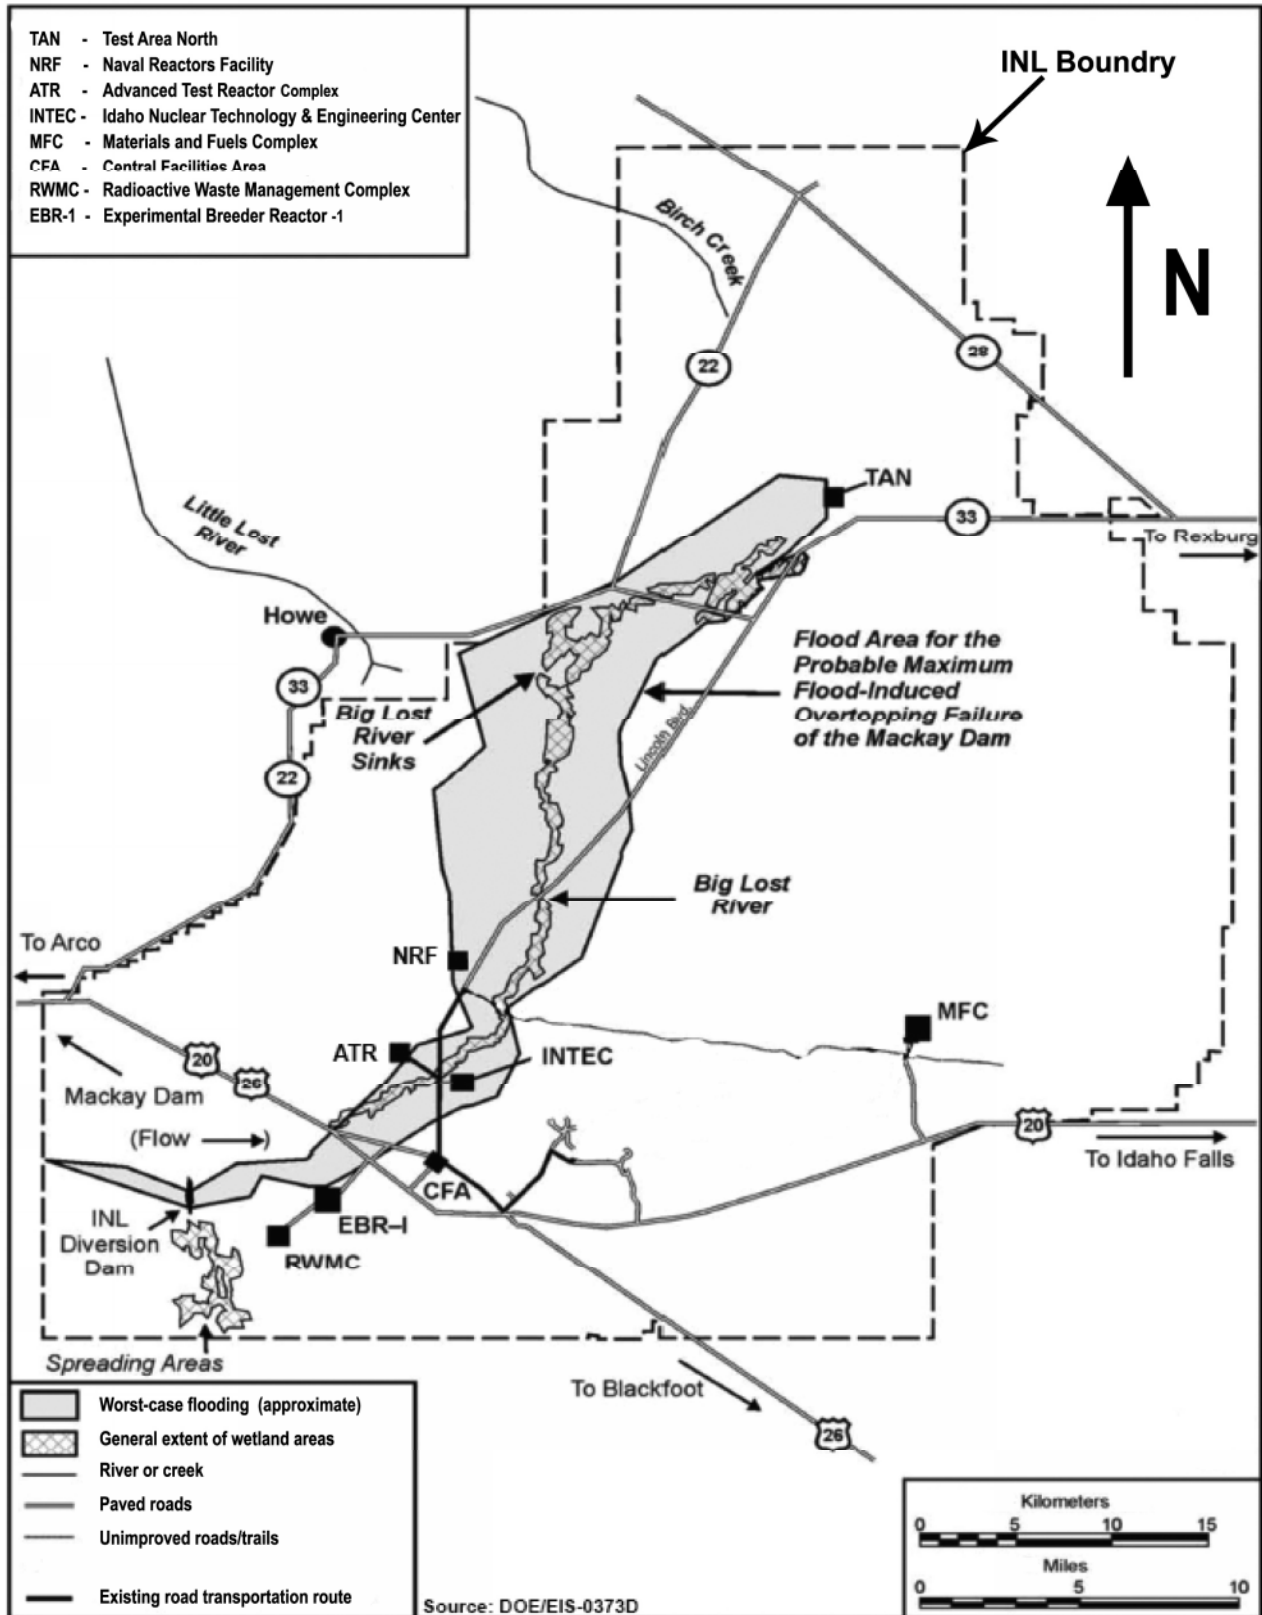 TAN - Test Area North
NRF - Naval Reactors Facility
ATR - Advanced Test Reactor Complex
INTEC - Idaho Nuclear Technology & Engineering Center
MFC - Materials and Fuels Complex
CFA - Central Facilities Area
RWMC - Radioactive Waste Management Complex
EBR-1 - Experimental Breeder Reactor -1
INL Boundry
N
Birch Creek
22
28
TAN
33
To Rexburg
Little Lost
River
Howe
33
22
Big Lost
River
Sinks
Flood Area for the
Probable Maximum
Flood-Induced
Overtopping Failure
of the Mackay Dam
Lincoln Blvd
Big Lost
River
To Arco
NRF
MFC
ATR
INTEC
20
26
Mackay Dam
(Flow )
20
To Idaho Falls
CFA
EBR–I
RWMC
INL
Diversion
Dam
Spreading Areas
To Blackfoot
26
Worst-case flooding (approximate)
General extent of wetland areas
River or creek
Paved roads
Unimproved roads/trails
Existing road transportation route
Source: DOE/EIS-0373D
Kilometers
0 5 10 15
Miles
0 5 10